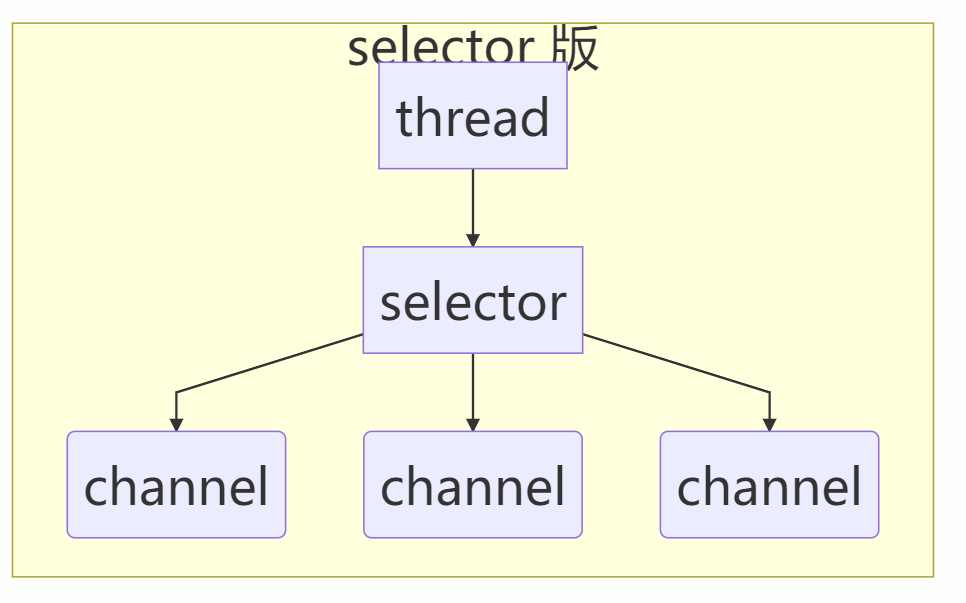 selector 版
thread
selector
channel channel channel